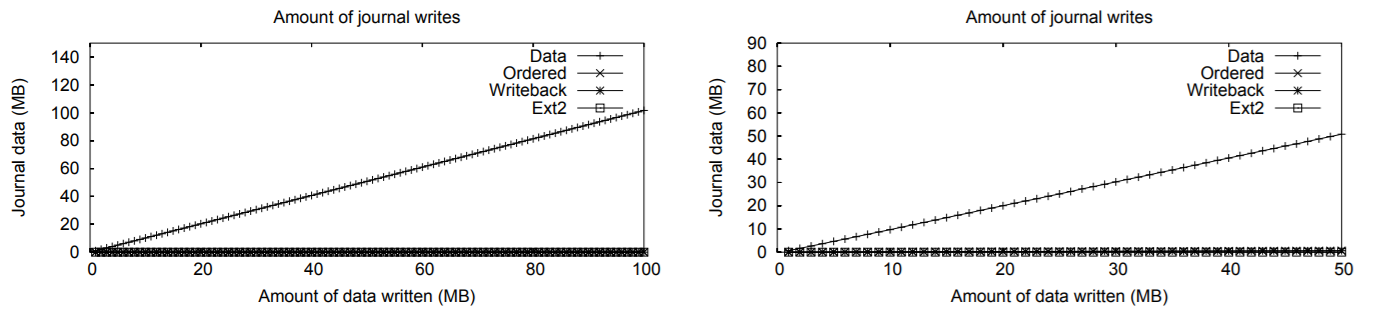 Amount of journal writes
Journal data (MB)
140
120
100
80
60
40
20
0
Data
Ordered
Writeback
Ext2
0 20 40 60 80 100
Amount of data written (MB)
Amount of journal writes
Journal data (MB)
90
80
70
60
50
40
30
20
10
0
Data
Ordered
Writeback
Ext2
0 10 20 30 40 50
Amount of data written (MB)